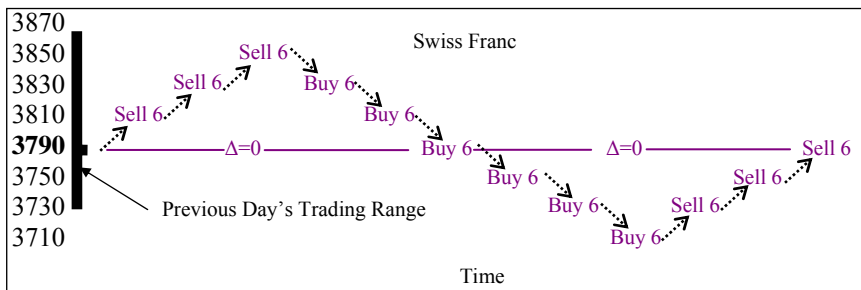 3870
3850
3830
3810
3790
3750
3730
3710
Swiss Franc
Sell 6
Sell 6
Sell 6
Buy 6
Buy 6
Δ=0
Buy 6
Δ=0
Sell 6
Buy 6
Sell 6
Buy 6
Sell 6
Buy 6
Previous Day's Trading Range
Time